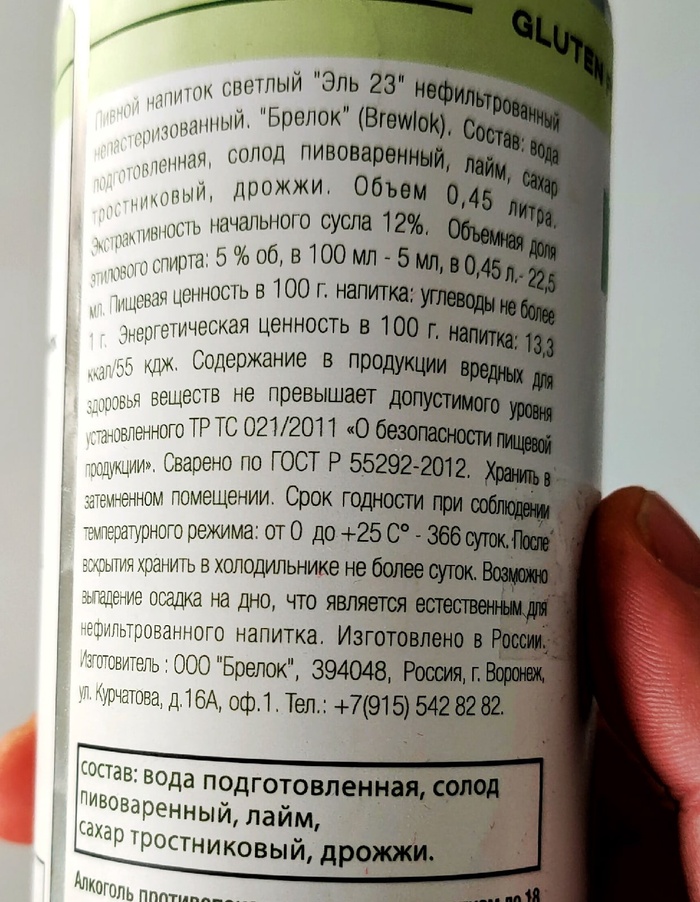 GLUTEN
Пивной напиток светлый "Эль 23" нефильтрованный
непастеризованный. "Брелок" (Brewlok). Состав: вода
подготовленная, солод пивоваренный, лайм, сахар
тростниковый, дрожжи. Объем 0,45 литра.
Экстрактивность начального сусла 12%. Объемная доля
этилового спирта: 5 % об, в 100 мл - 5 мл, в 0,45 л.- 22,5
мл. Пищевая ценность в 100 г. напитка: углеводы не более
1 г. Энергетическая ценность в 100 г. напитка: 13,3
ккал/55 кдж. Содержание в продукции вредных для
здоровья веществ не превышает допустимого уровня
установленного ТР ТС 021/2011 «О безопасности пищевой
продукции». Сварено по ГОСТ Р 55292-2012. Хранить в
затемненном помещении. Срок годности при соблюдении
температурного режима: от 0 до +25 С° - 366 суток. После
вскрытия хранить в холодильнике не более суток. Возможно
выпадение осадка на дно, что является естественным для
нефильтрованного напитка. Изготовлено в России.
Изготовитель : ООО "Брелок", 394048, Россия, г. Воронеж,
ул. Курчатова, д.16А, оф.1. Тел.: +7(915) 542 82 82.
состав: вода подготовленная, солод
пивоваренный, лайм,
сахар тростниковый, дрожжи.
Алкоголь до 18